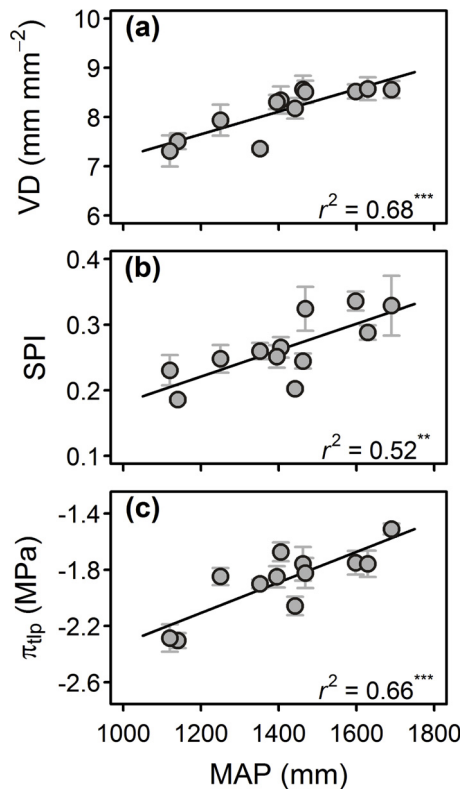 (a)
VD (mm mm⁻²)
10
9
8
7
6
r² = 0.68***
(b)
SPI
0.4
0.3
0.2
0.1
r² = 0.52**
(c)
πtlp (MPa)
-1.4
-1.8
-2.2
-2.6
r² = 0.66***
1000 1200 1400 1600 1800
MAP (mm)